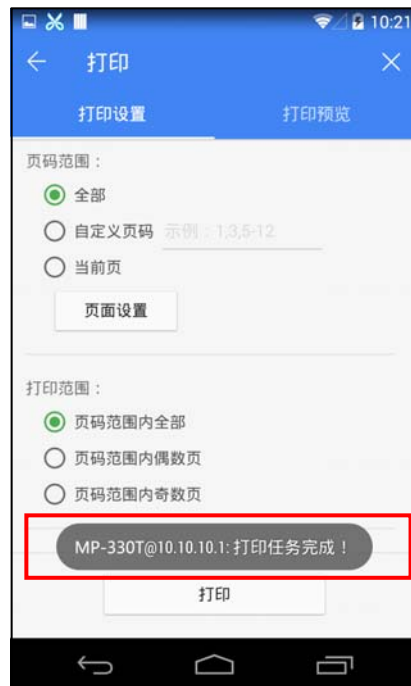 10:21
打印
打印设置 打印预览
页码范围：
全部
自定义页码 示例：1,3,5-12
当前页
页面设置
打印范围：
页码范围内全部
页码范围内偶数页
页码范围内奇数页
MP-330T@10.10.10.1:打印任务完成！
打印